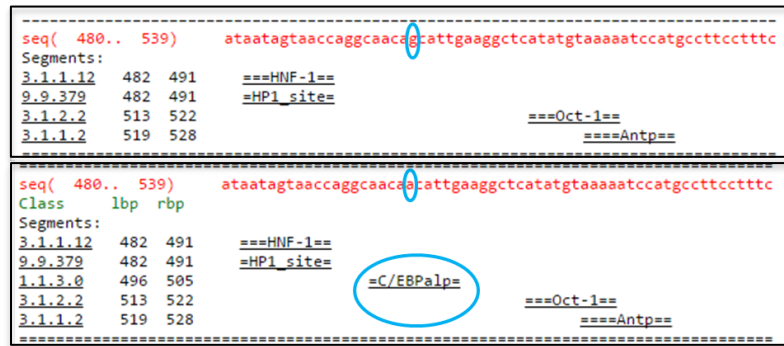 seq( 480.. 539) ataatagtaaccaggcaacagcattgaaggctcatatgtaaaaatccatgccttcctttc
Segments:
3.1.1.12 482 491 ===HNF-1==
9.9.379 482 491 =HP1_site=
3.1.2.2 513 522 ===Oct-1==
3.1.1.2 519 528 ====Antp==
seq( 480.. 539) ataatagtaaccaggcaacaacattgaaggctcatatgtaaaaatccatgccttcctttc
Class lbp rbp
Segments:
3.1.1.12 482 491 ===HNF-1==
9.9.379 482 491 =HP1_site=
1.1.3.0 496 505 =C/EBPalp=
3.1.2.2 513 522 ===Oct-1==
3.1.1.2 519 528 ====Antp==